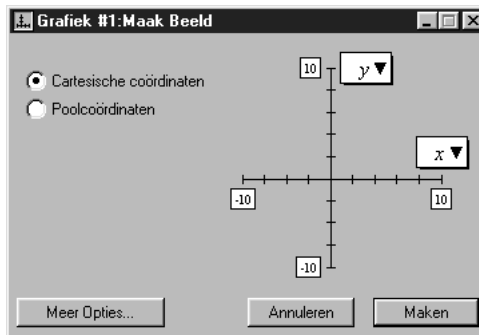 Grafiek #1:Maak Beeld
Cartesische coördinaten
Poolcoördinaten
10
y
x
-10
10
-10
Meer Opties...
Annuleren
Maken